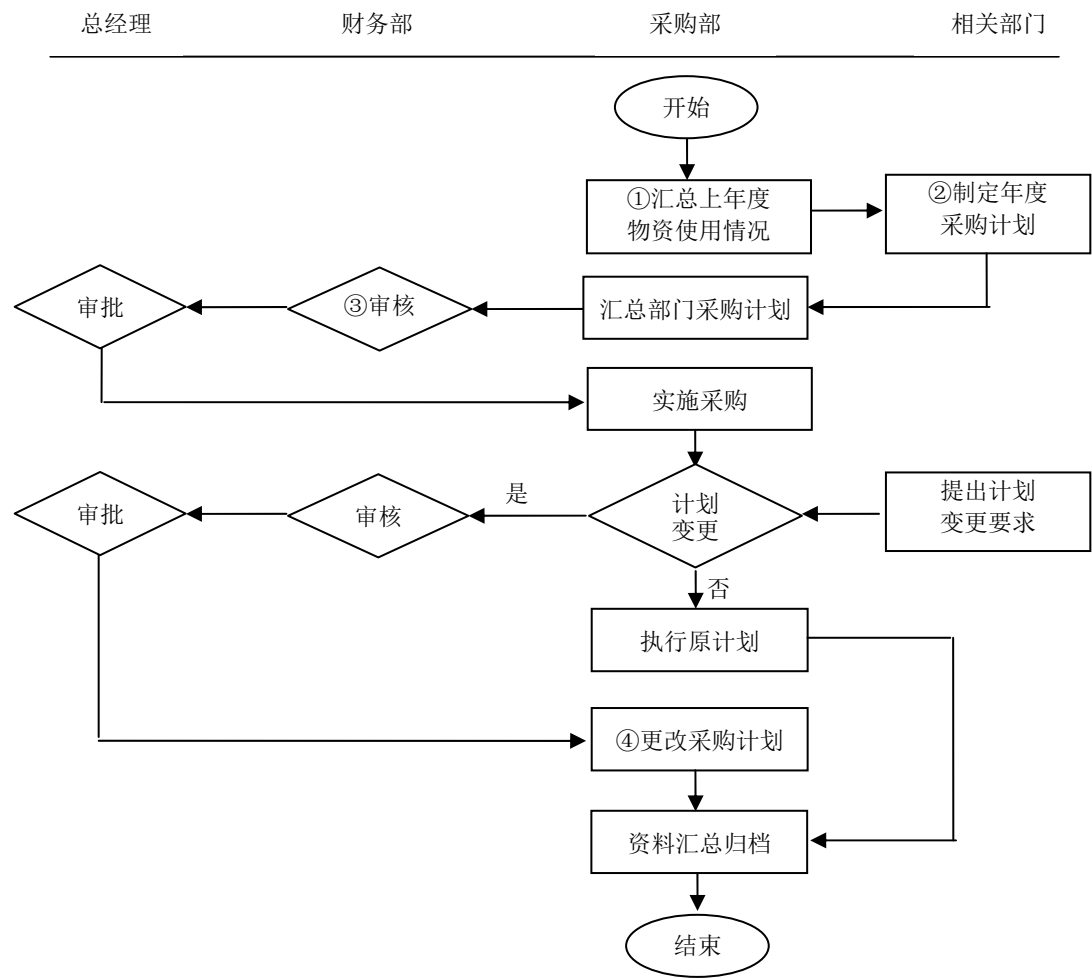 总经理
财务部
采购部
相关部门
开始
①汇总上年度
物资使用情况
②制定年度
采购计划
审批
③审核
汇总部门采购计划
实施采购
审批
审核
是
计划
变更
提出计划
变更要求
否
执行原计划
④更改采购计划
资料汇总归档
结束